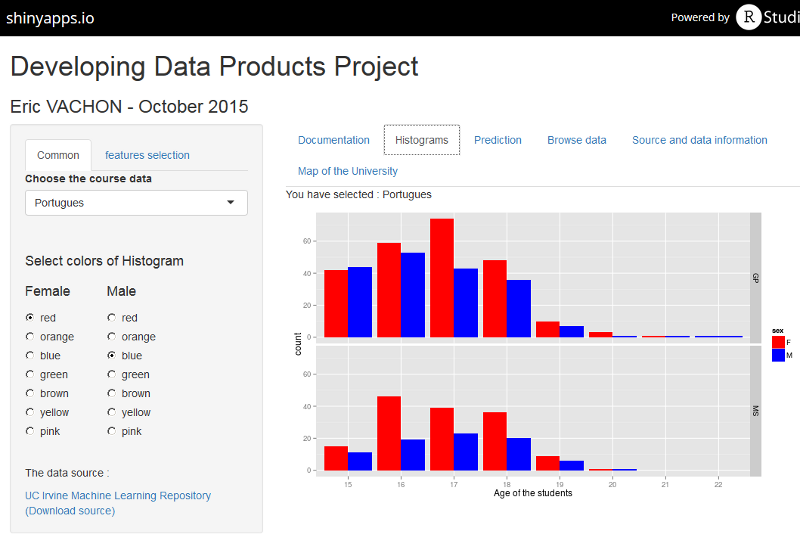 shinyapps.io
Powered by R Studi
Developing Data Products Project
Eric VACHON - October 2015
Common features selection
Choose the course data
Portugues
Select colors of Histogram
Female Male
red red
orange orange
blue blue
green green
brown brown
yellow yellow
pink pink
The data source :
UC Irvine Machine Learning Repository
(Download source)
Documentation Histograms Prediction Browse data Source and data information
Map of the University
You have selected : Portugues
60
40
20
0
GP
count
sex
F
M
60
40
20
0
MS
15 16 17 18 19 20 21 22
Age of the students